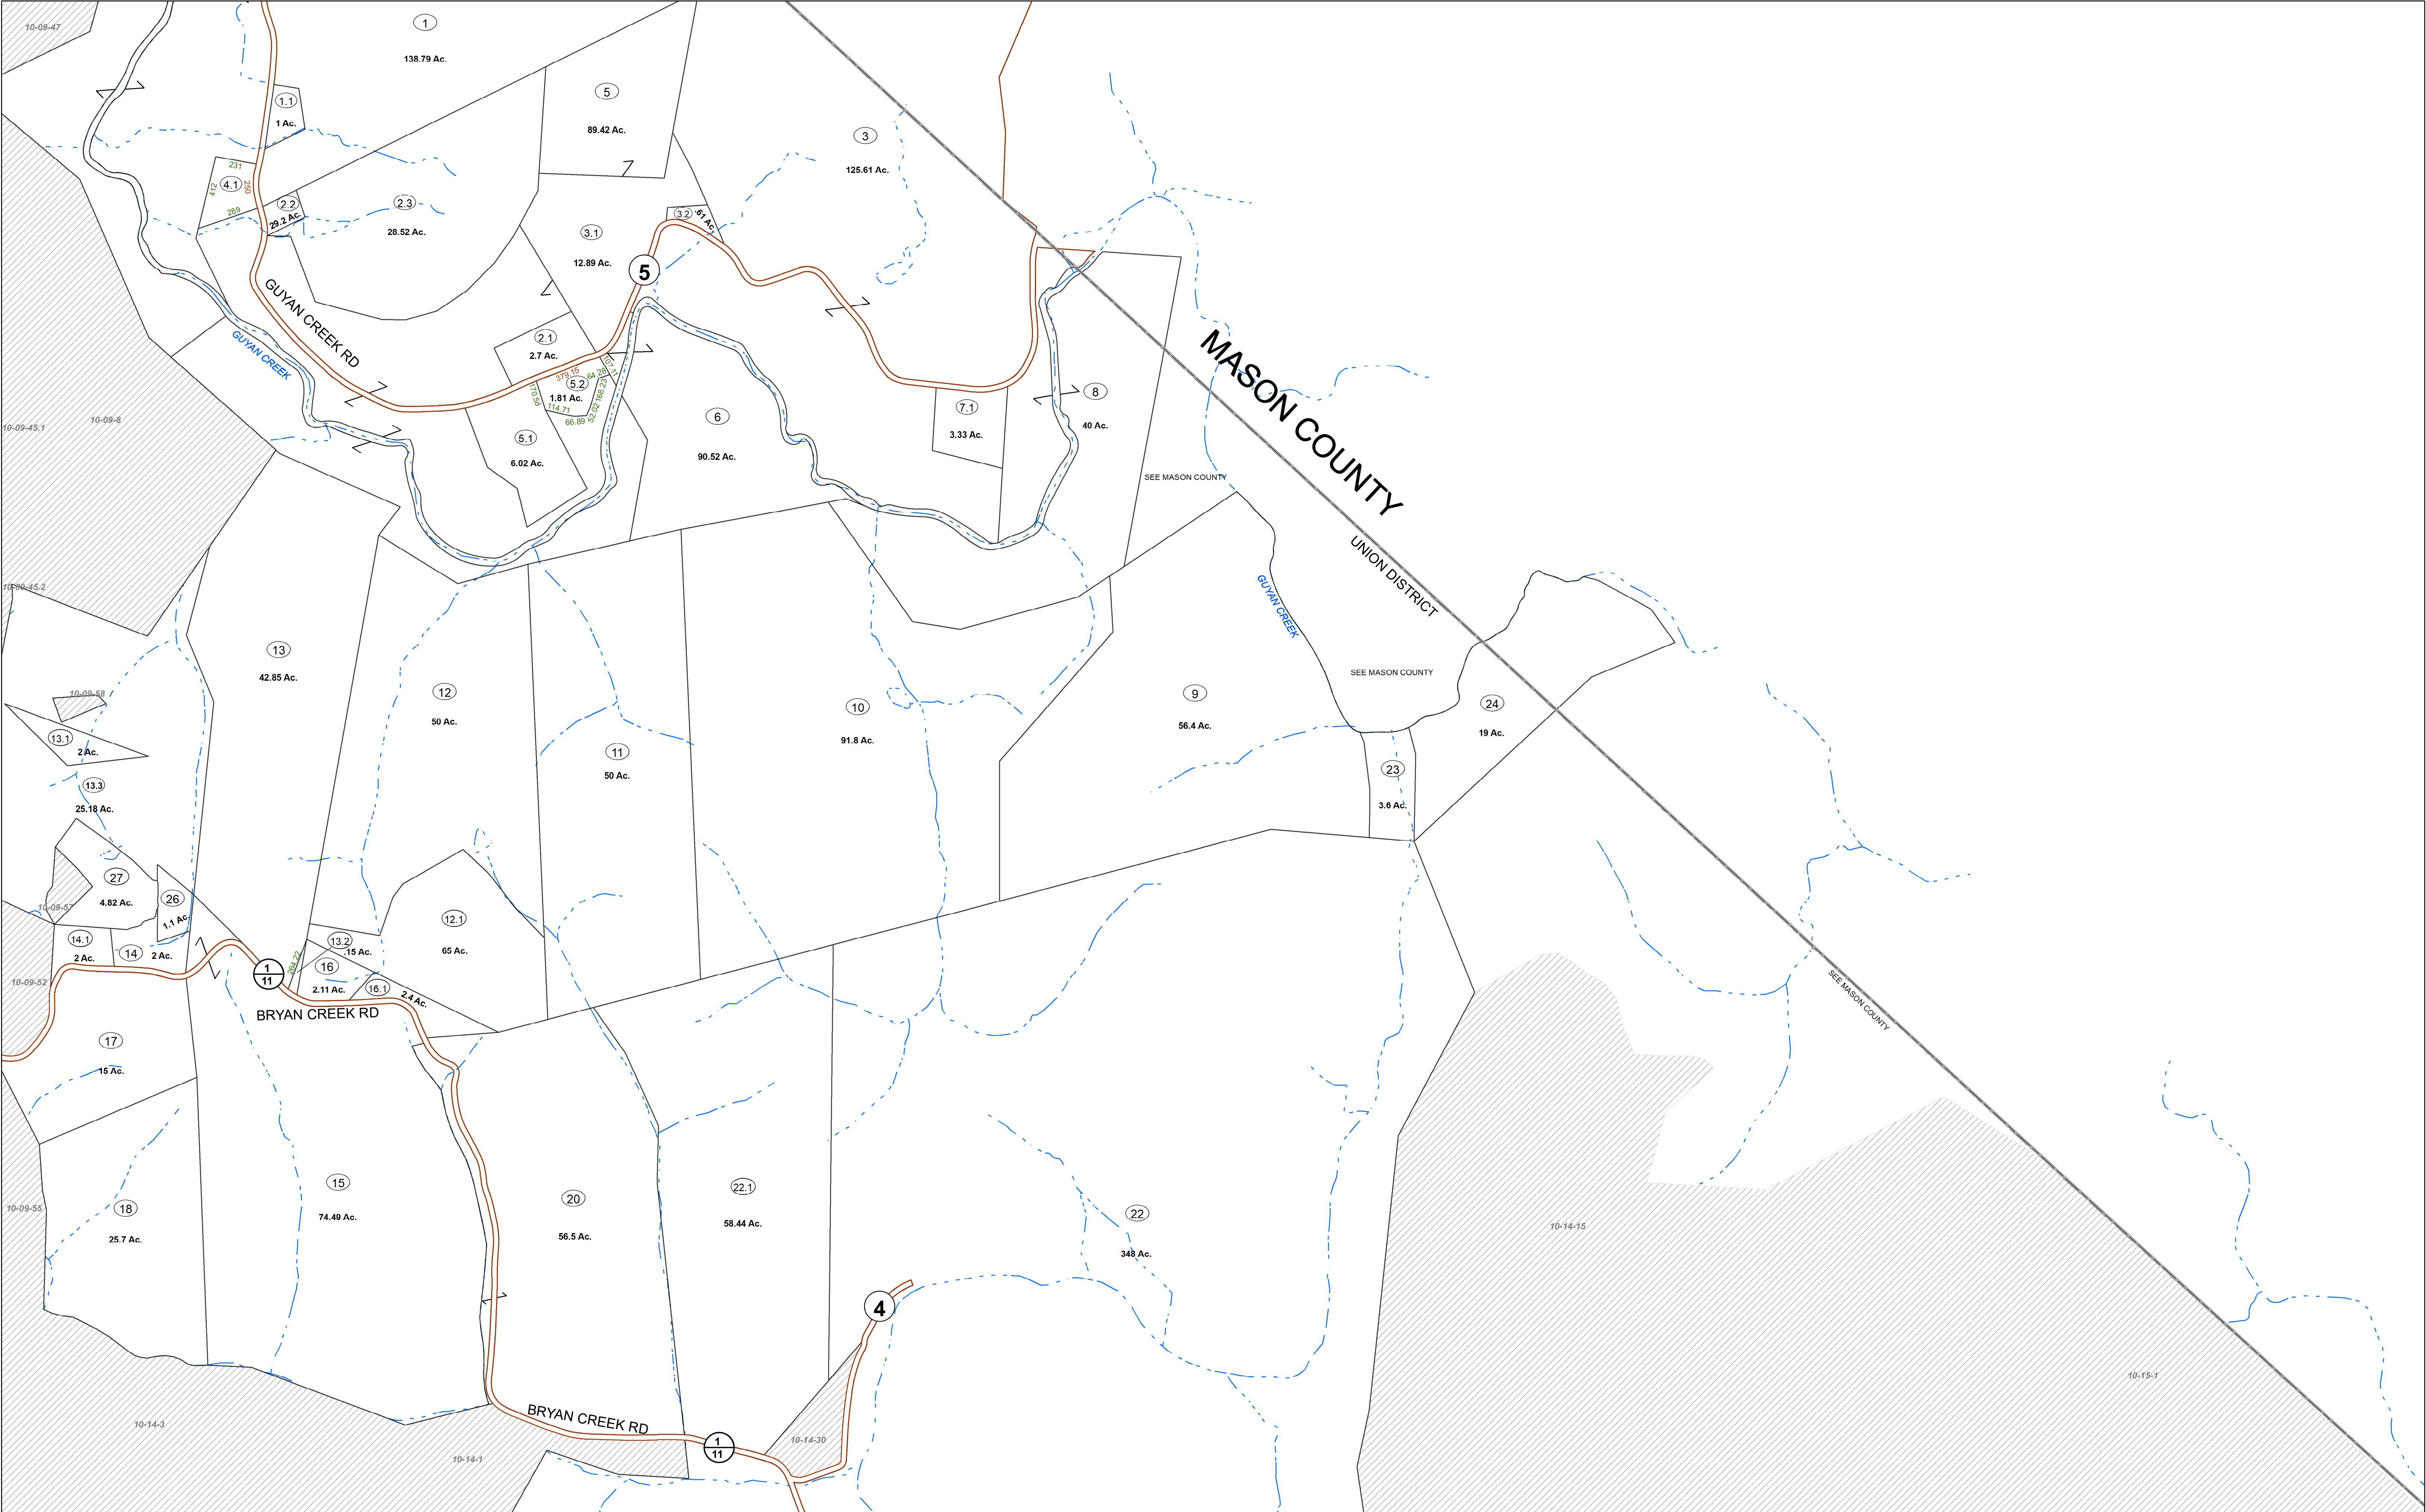 10-09-47
1
138.79 Ac.
1.1
1 Ac.
5
89.42 Ac.
3
125.61 Ac.
231
4.1
412
250
289
2.2
29.2 Ac.
2.3
28.52 Ac.
3.2
.61 Ac.
3.1
12.89 Ac.
5
GUYAN CREEK RD
GUYAN CREEK
2.1
2.7 Ac.
379.15
5.2
1.81 Ac.
64.28
168.23
52.02
170.58
114.71
66.89
5.1
6.02 Ac.
6
90.52 Ac.
7.1
3.33 Ac.
8
40 Ac.
MASON COUNTY
SEE MASON COUNTY
UNION DISTRICT
10-09-45.1
10-09-8
10-09-45.2
GUYAN CREEK
SEE MASON COUNTY
13
42.85 Ac.
12
50 Ac.
11
50 Ac.
10
91.8 Ac.
9
56.4 Ac.
24
19 Ac.
23
3.6 Ac.
10-09-58
13.1
2 Ac.
13.3
25.18 Ac.
27
4.82 Ac.
26
1.1 Ac.
10-09-57
14.1
2 Ac.
14
2 Ac.
12.1
65 Ac.
13.2
.15 Ac.
264.22
16
2.11 Ac.
16.1
2.4 Ac.
1
11
BRYAN CREEK RD
10-09-52
SEE MASON COUNTY
17
15 Ac.
18
25.7 Ac.
10-09-55
15
74.49 Ac.
20
56.5 Ac.
22.1
58.44 Ac.
22
348 Ac.
10-14-15
4
10-15-1
10-14-3
BRYAN CREEK RD
1
11
10-14-30
10-14-1